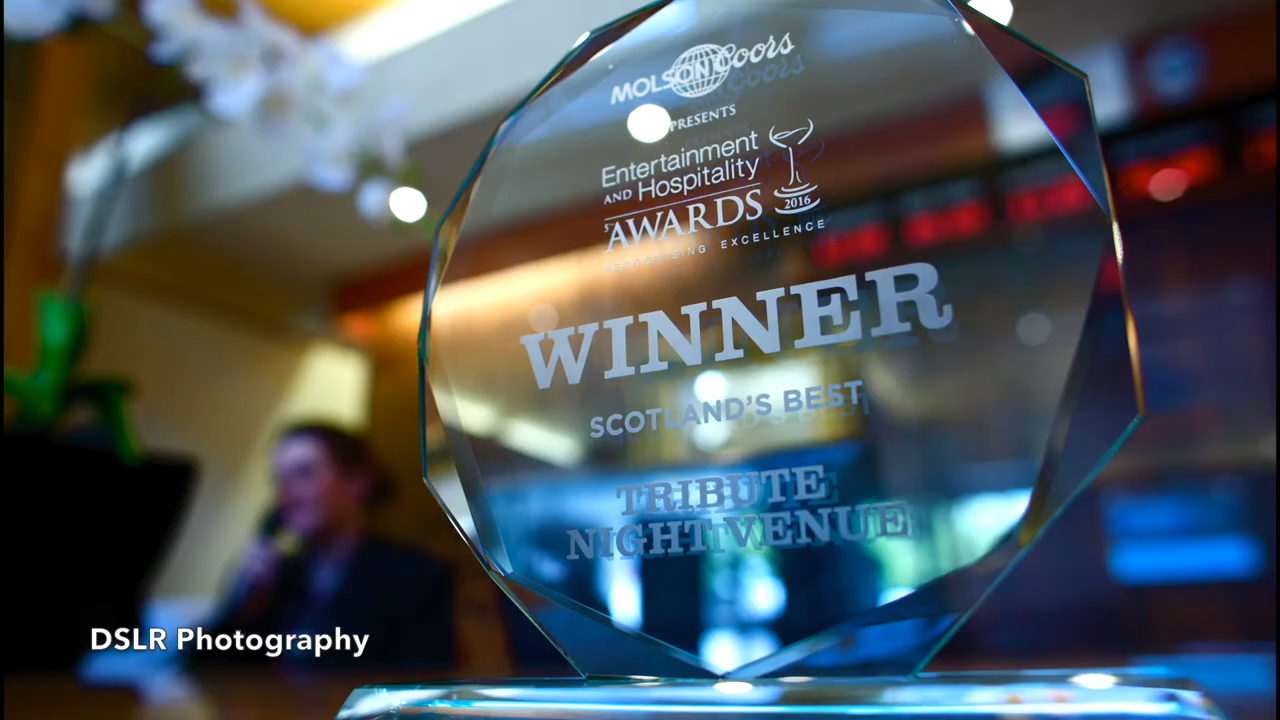 MOLSON Coors
PRESENTS
Entertainment
AND Hospitality
AWARDS 2016
RECOGNISING EXCELLENCE
WINNER
SCOTLAND'S BEST
TRIBUTE
NIGHT VENUE
DSLR Photography